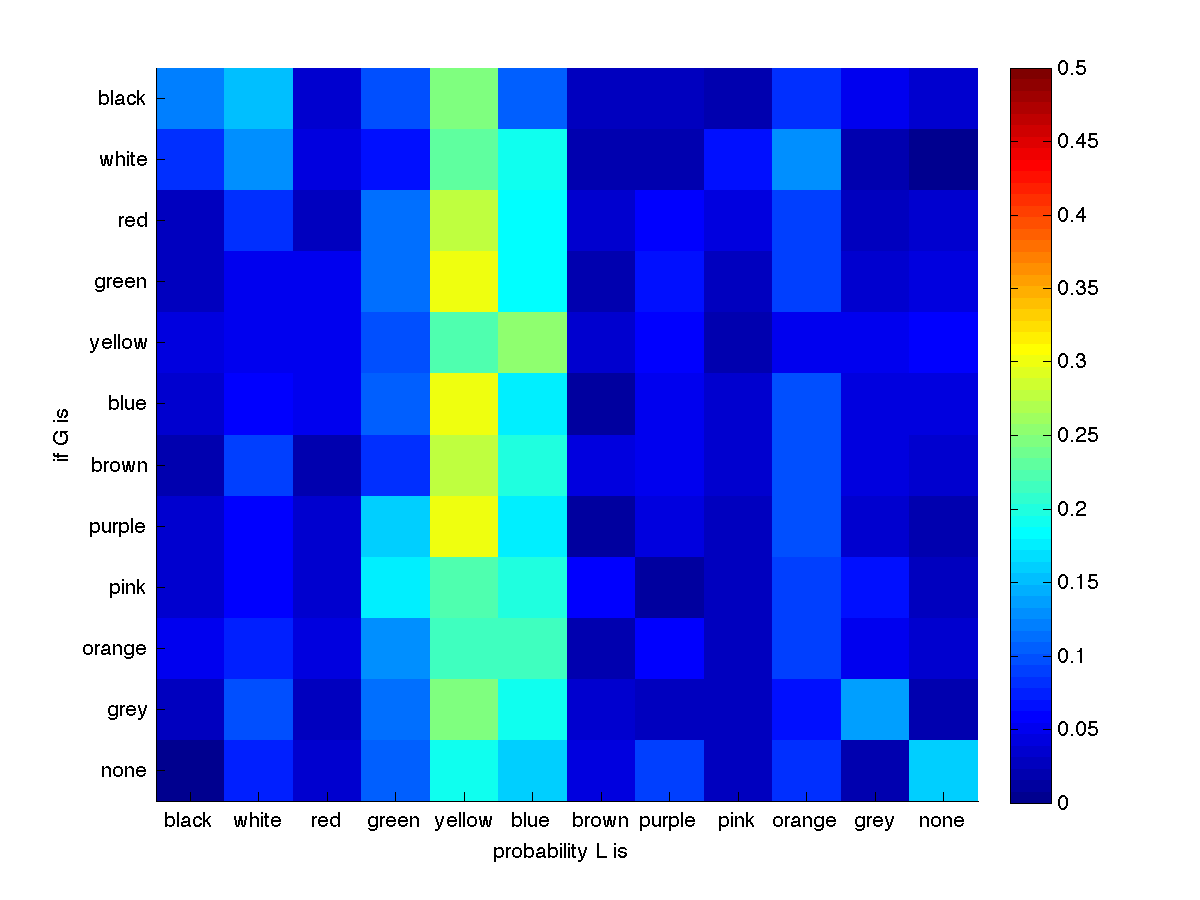 black
white
red
green
yellow
blue
brown
purple
pink
orange
grey
none
if G is
black white red green yellow blue brown purple pink orange grey none
probability L is
0.5
0.45
0.4
0.35
0.3
0.25
0.2
0.15
0.1
0.05
0